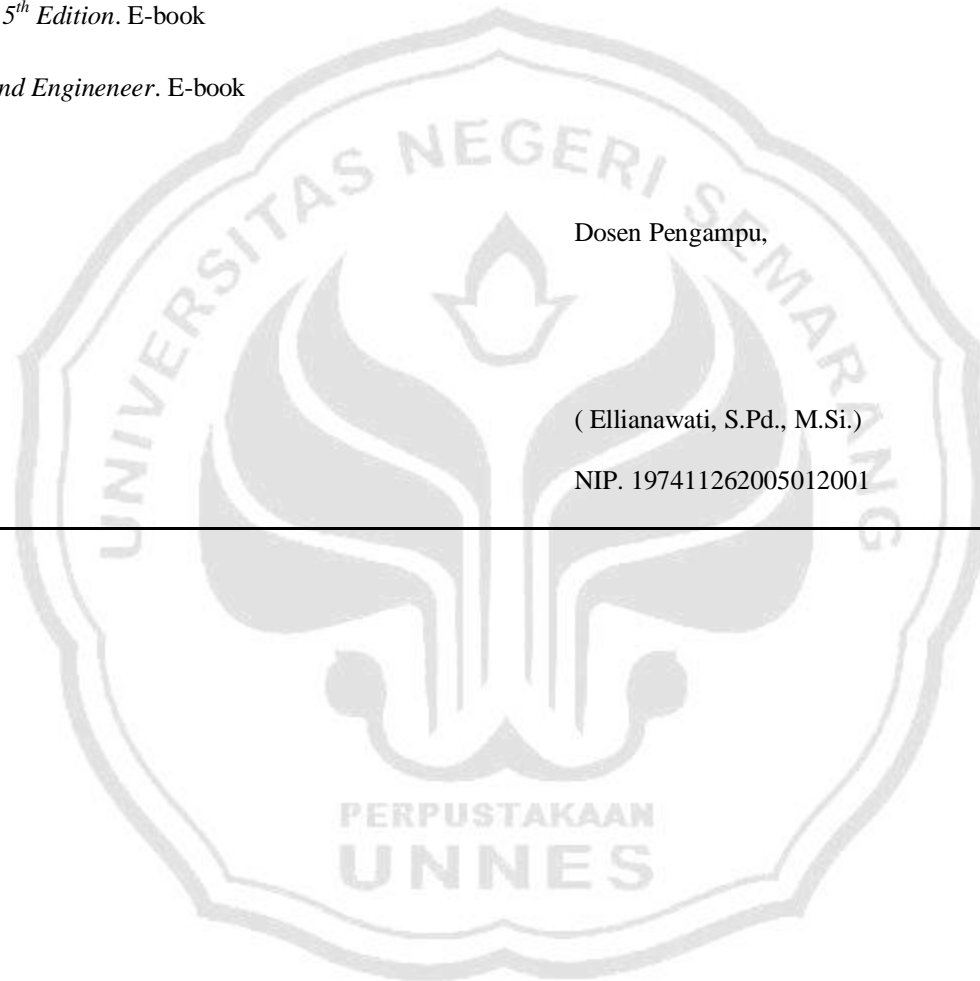 5th Edition. E-book
nd Engineneer. E-book
UNIVERSITAS NEGERI SEMARANG
Dosen Pengampu,
( Ellianawati, S.Pd., M.Si.)
NIP. 197411262005012001
PERPUSTAKAAN
UNNES